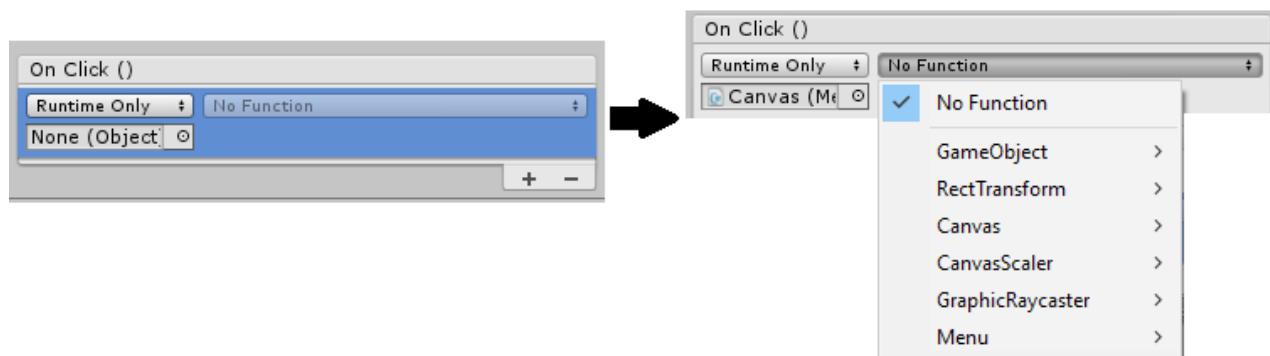 On Click ()
Runtime Only No Function
None (Object)
+ −
On Click ()
Runtime Only No Function
Canvas (Me
No Function
GameObject
RectTransform
Canvas
CanvasScaler
GraphicRaycaster
Menu